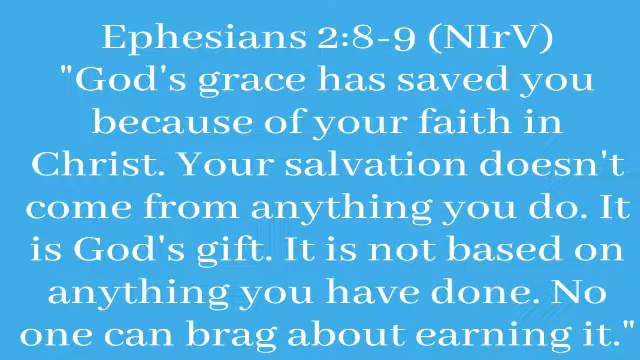 Ephesians 2:8-9 (NIrV)
"God's grace has saved you
because of your faith in
Christ. Your salvation doesn't
come from anything you do. It
is God's gift. It is not based on
anything you have done. No
one can brag about earning it."